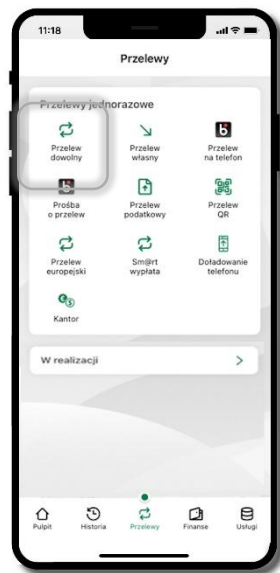 11:18
Przelewy
Przelewy jednorazowe
Przelew
dowolny
Przelew
własny
Przelew
na telefon
Prośba
o przelew
Przelew
podatkowy
Przelew
QR
Przelew
europejski
Sm@rt
wypłata
Doładowanie
telefonu
Kantor
W realizacji
Pulpit
Historia
Przelewy
Finanse
Usługi